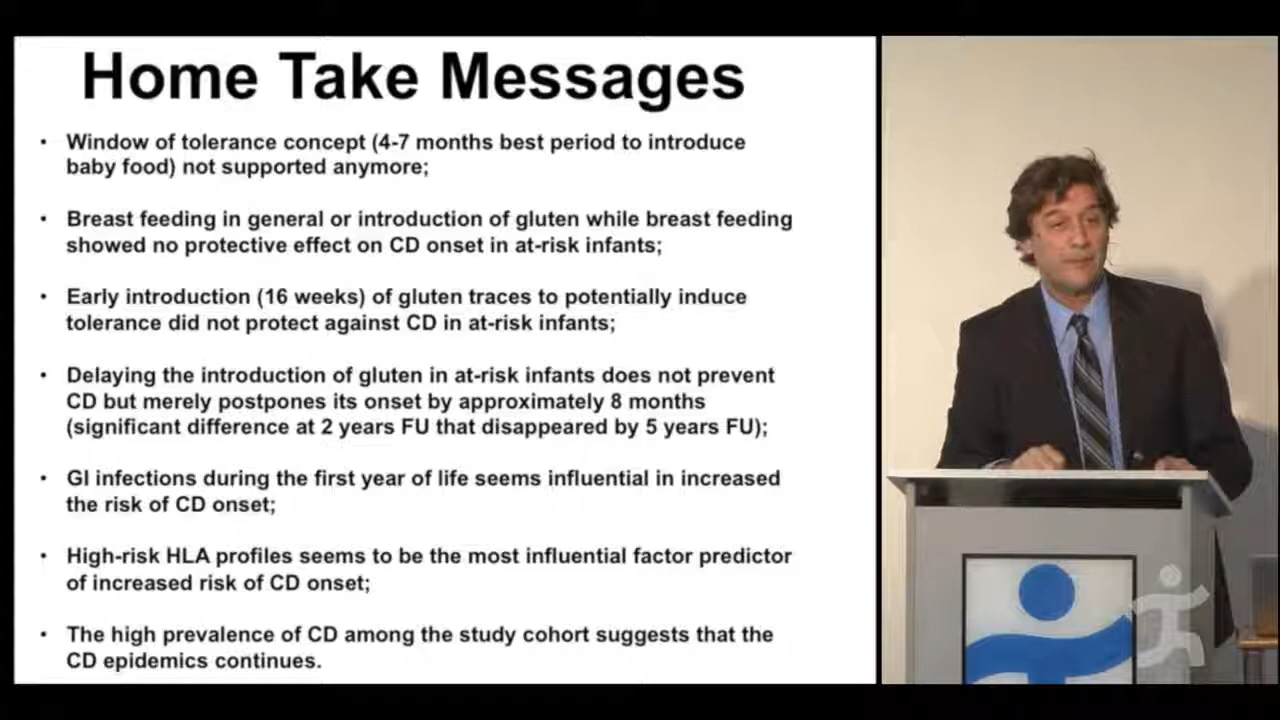 Home Take Messages
• Window of tolerance concept (4-7 months best period to introduce
baby food) not supported anymore;
• Breast feeding in general or introduction of gluten while breast feeding
showed no protective effect on CD onset in at-risk infants;
• Early introduction (16 weeks) of gluten traces to potentially induce
tolerance did not protect against CD in at-risk infants;
• Delaying the introduction of gluten in at-risk infants does not prevent
CD but merely postpones its onset by approximately 8 months
(significant difference at 2 years FU that disappeared by 5 years FU);
• GI infections during the first year of life seems influential in increased
the risk of CD onset;
• High-risk HLA profiles seems to be the most influential factor predictor
of increased risk of CD onset;
• The high prevalence of CD among the study cohort suggests that the
CD epidemics continues.